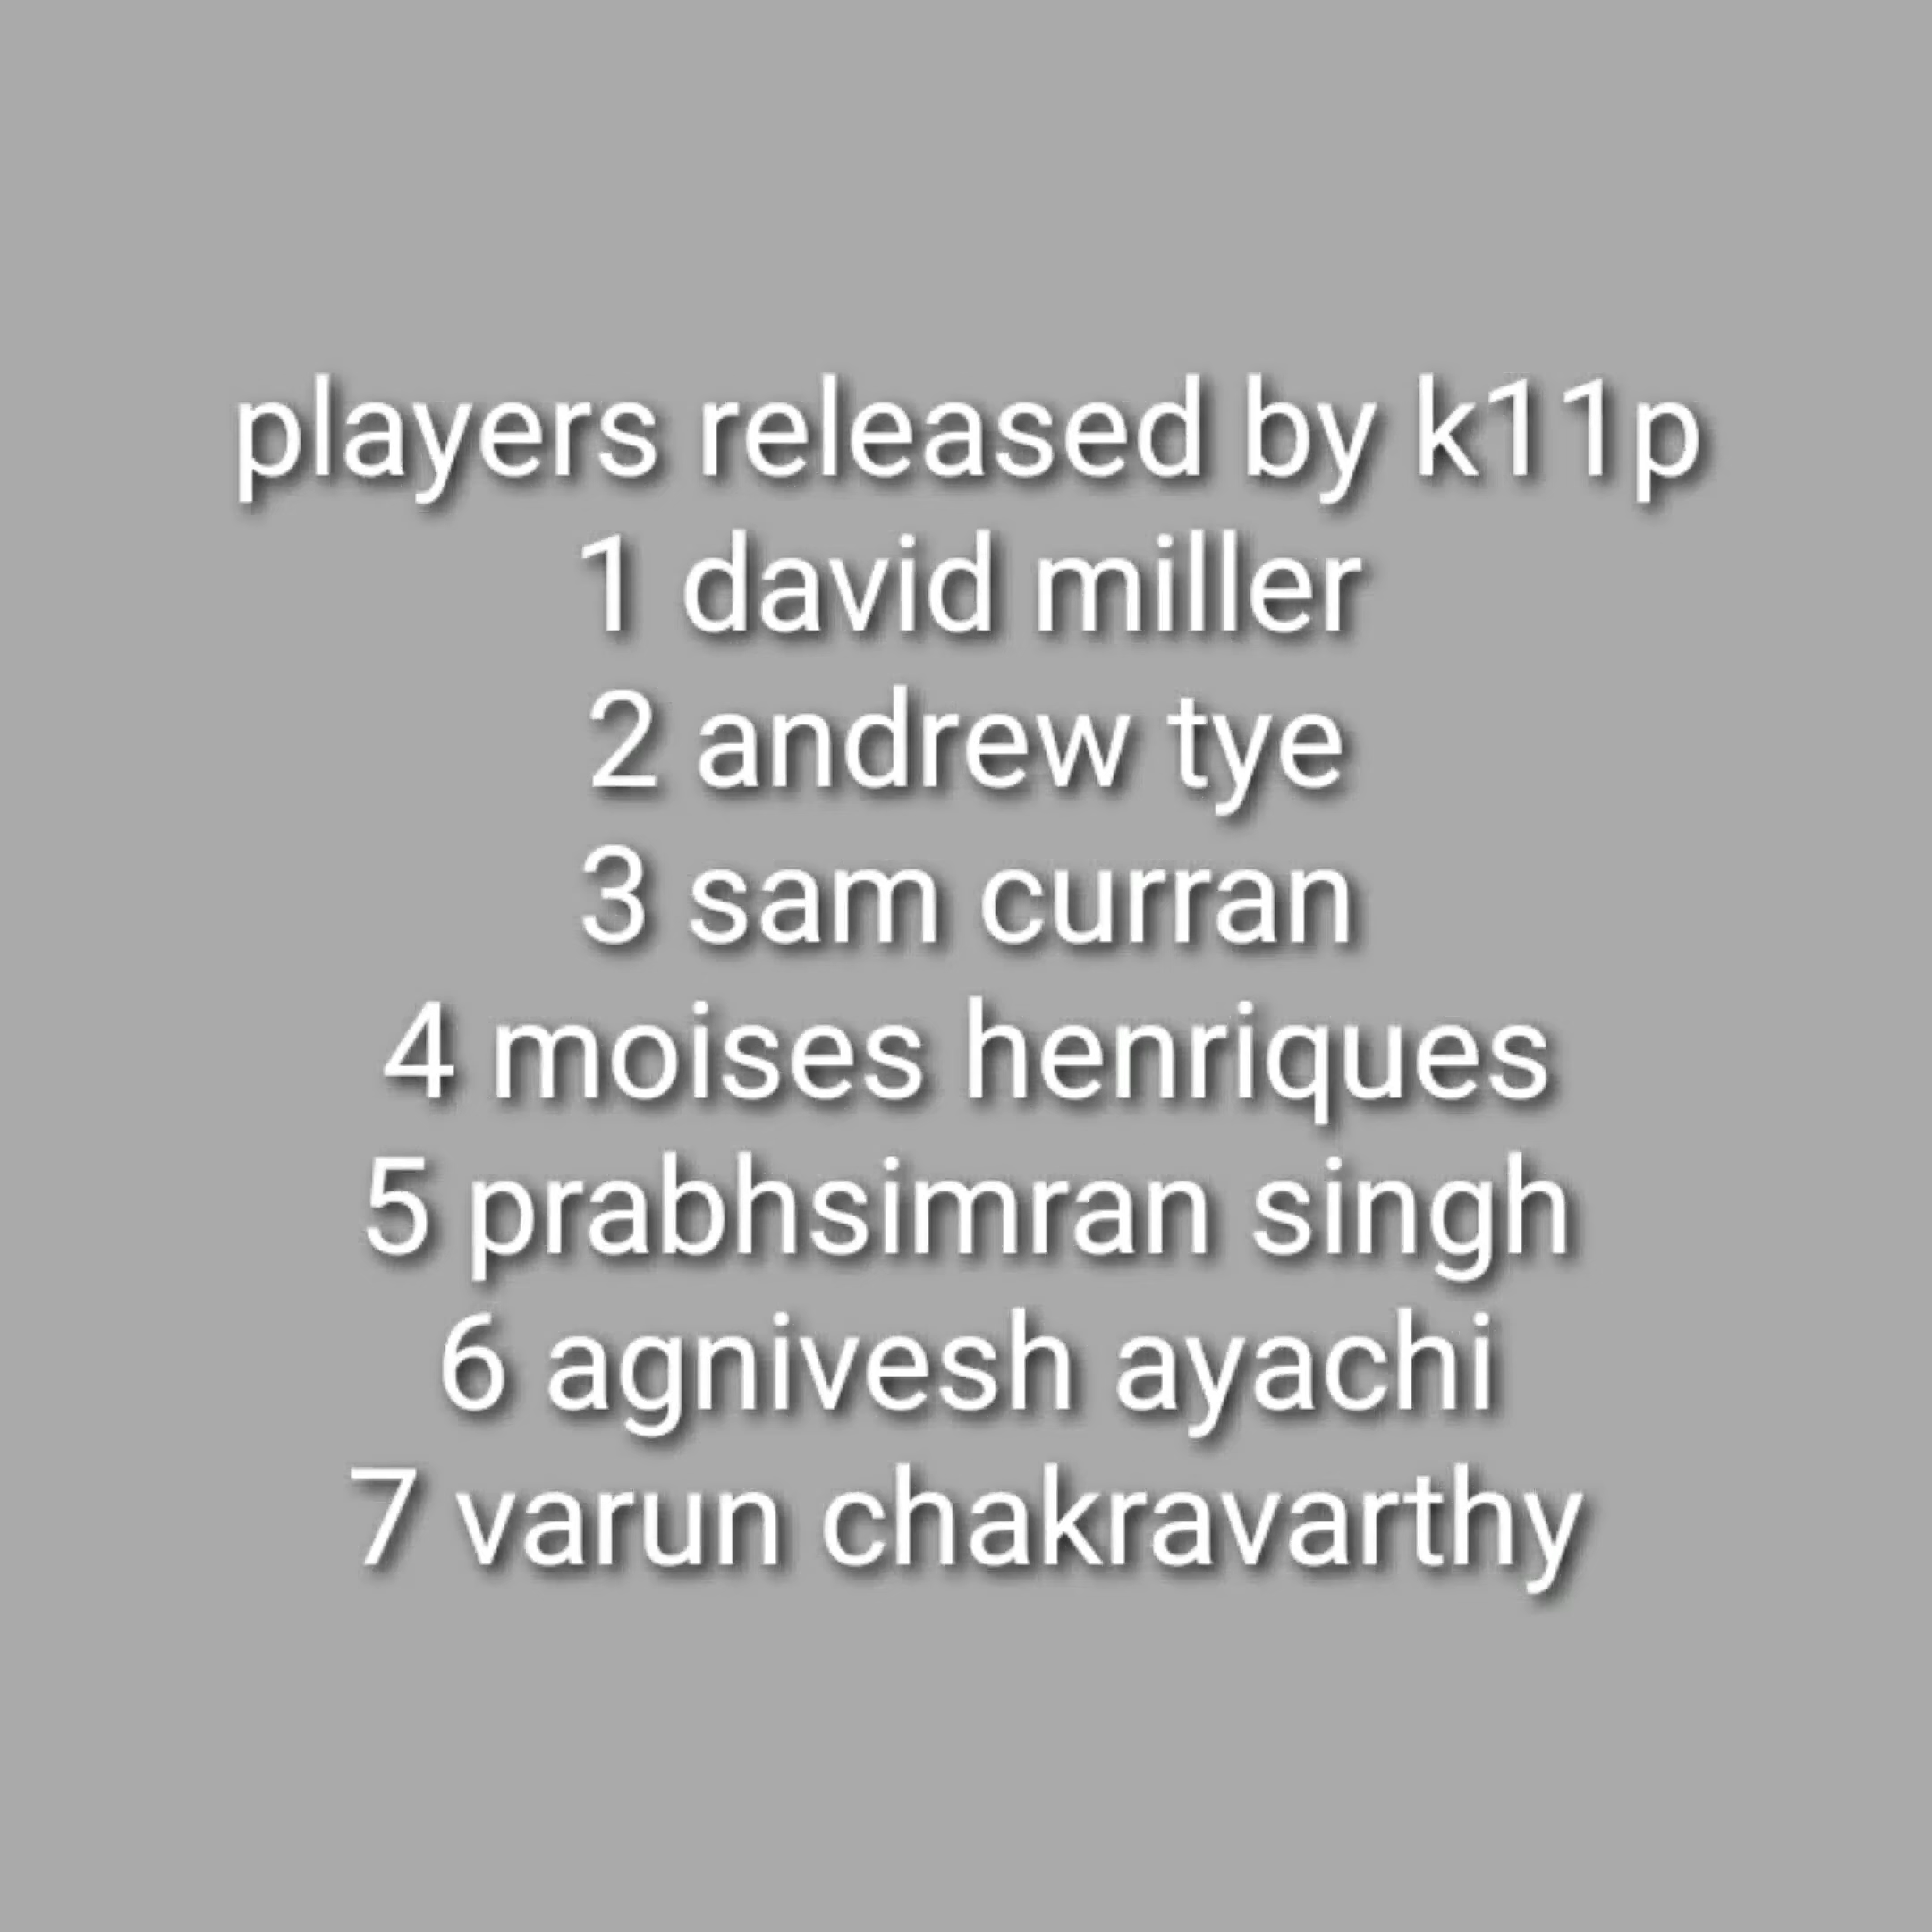 players released by k11p
1 david miller
2 andrew tye
3 sam curran
4 moises henriques
5 prabhsimran singh
6 agnivesh ayachi
7 varun chakravarthy